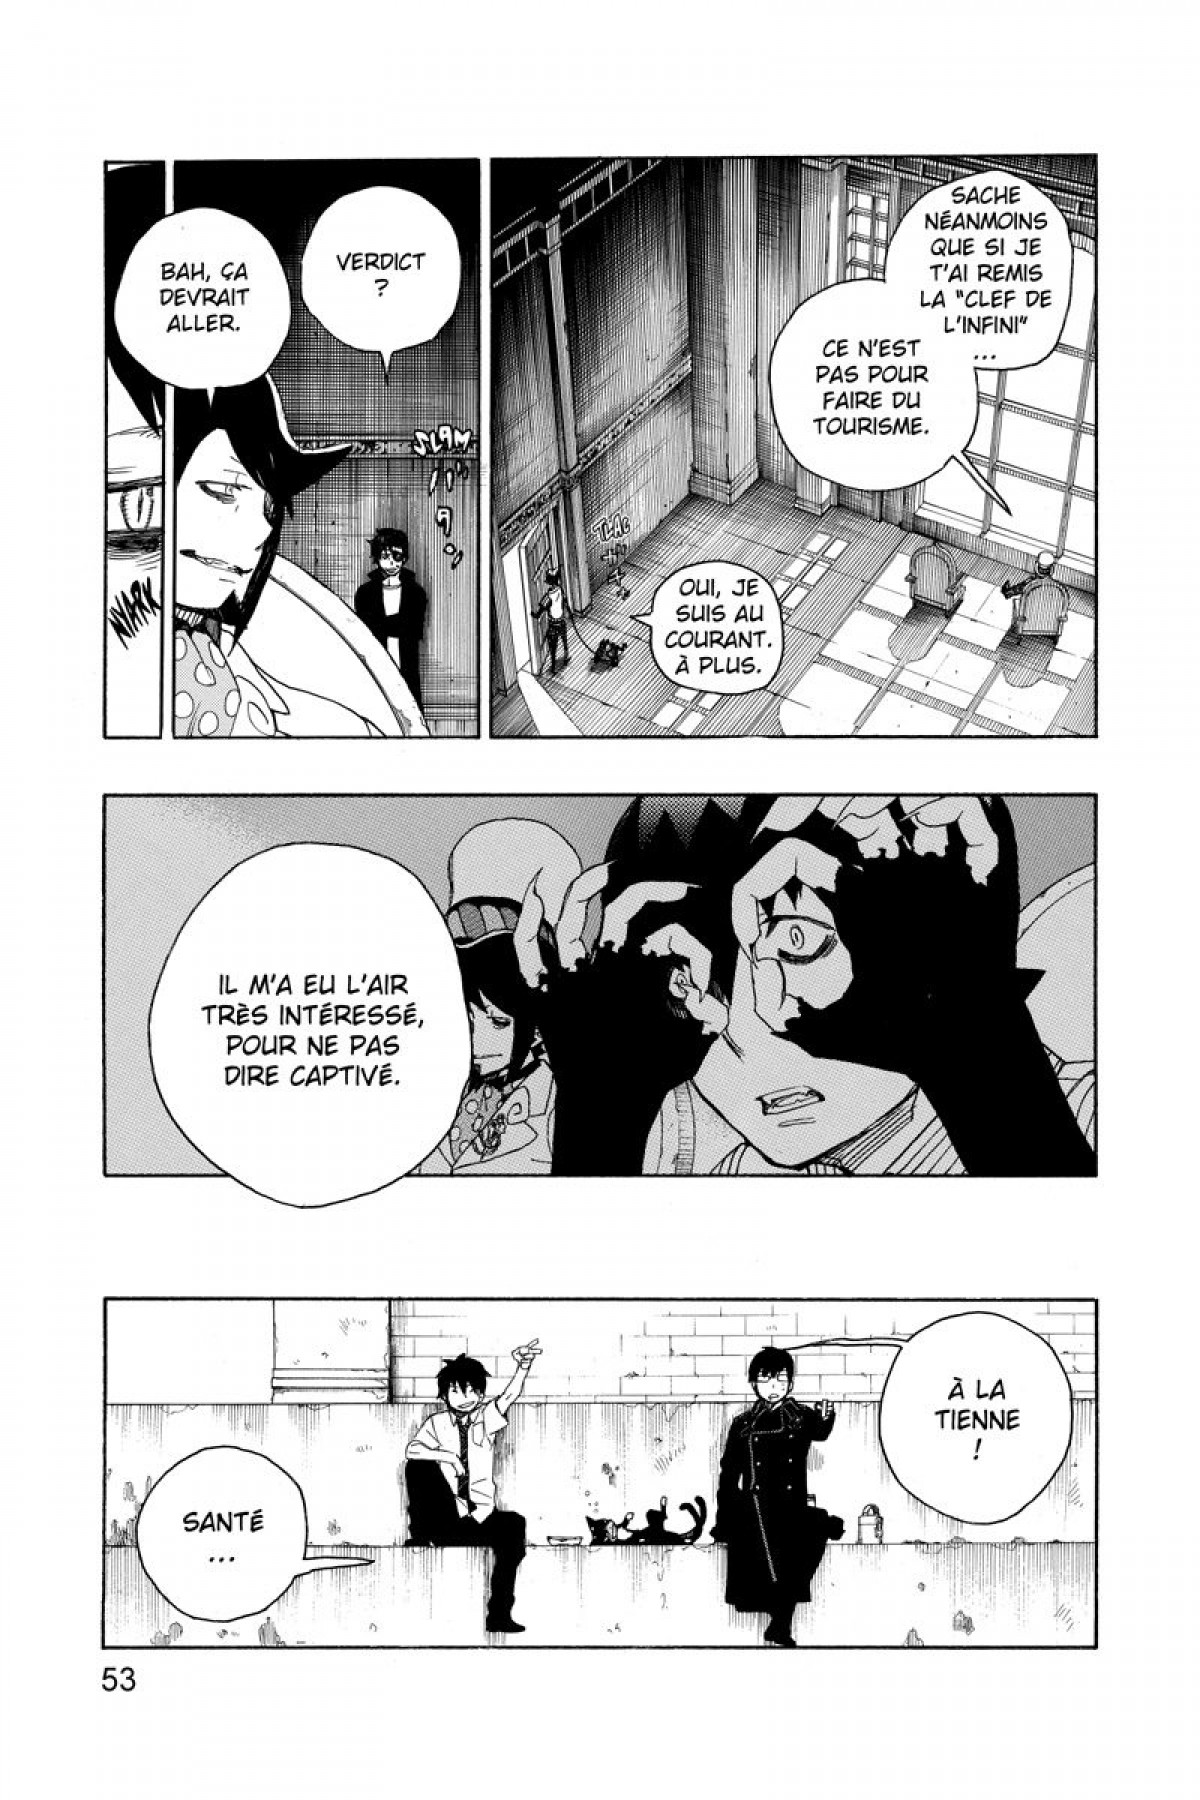 SACHE
NÉANMOINS
QUE SI JE
T'AI REMIS
LA "CLEF DE
L'INFINI"
...
CE N'EST
PAS POUR
FAIRE DU
TOURISME.
TLAC
OUI, JE
SUIS AU
COURANT.
À PLUS.
VERDICT
?
SLAM
BAH, ÇA
DEVRAIT
ALLER.
NYARK
IL M'A EU L'AIR
TRÈS INTÉRESSÉ,
POUR NE PAS
DIRE CAPTIVÉ.
À LA
TIENNE
!
SANTÉ
...
53